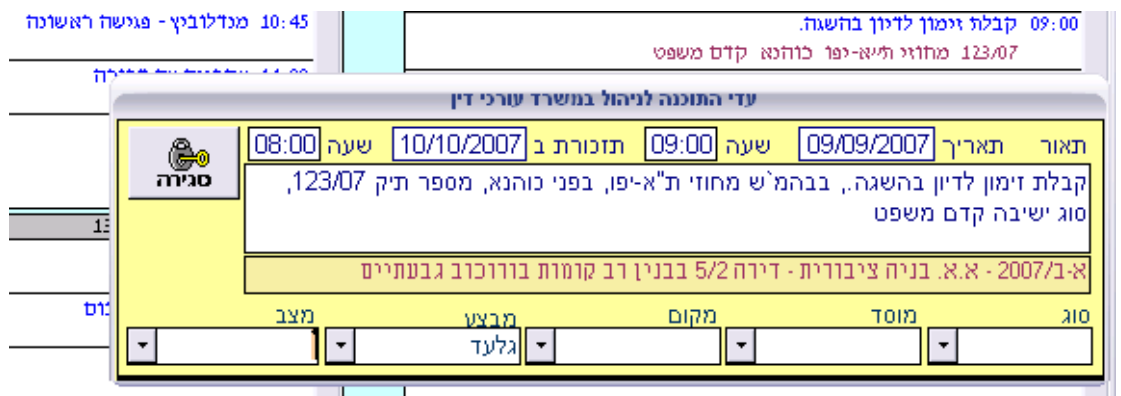 09:00 קבלת זימון לדיון בהשגה.
123/07 מחוזי ת"א-יפו כוהנא קדם משפט
10:45 מנדלוביץ - פגישה ראשונה
עדי התוכנה לניהול במשרד עורכי דין
תאור תאריך 09/09/2007 שעה 09:00 תזכורת ב 10/10/2007 שעה 08:00
סגירה
קבלת זימון לדיון בהשגה., בבהמ`ש מחוזי ת"א-יפו, בפני כוהנא, מספר תיק 123/07,
סוג ישיבה קדם משפט
א-ב/2007 - א.א. בניה ציבורית - דירה 5/2 בבנין רב קומות בורוכוב גבעתיים
סוג מוסד מקום מבצע מצב
גלעד